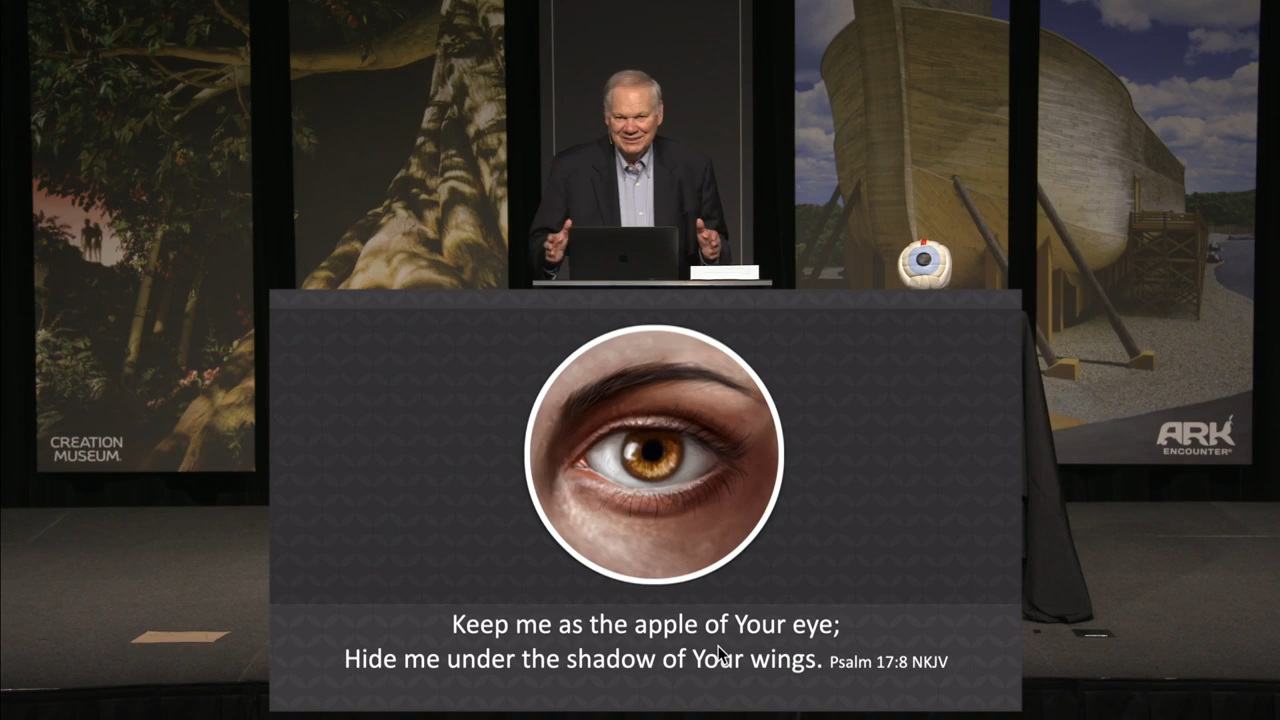 CREATION
MUSEUM.
ARK
ENCOUNTER
Keep me as the apple of Your eye;
Hide me under the shadow of Your wings. Psalm 17:8 NKJV